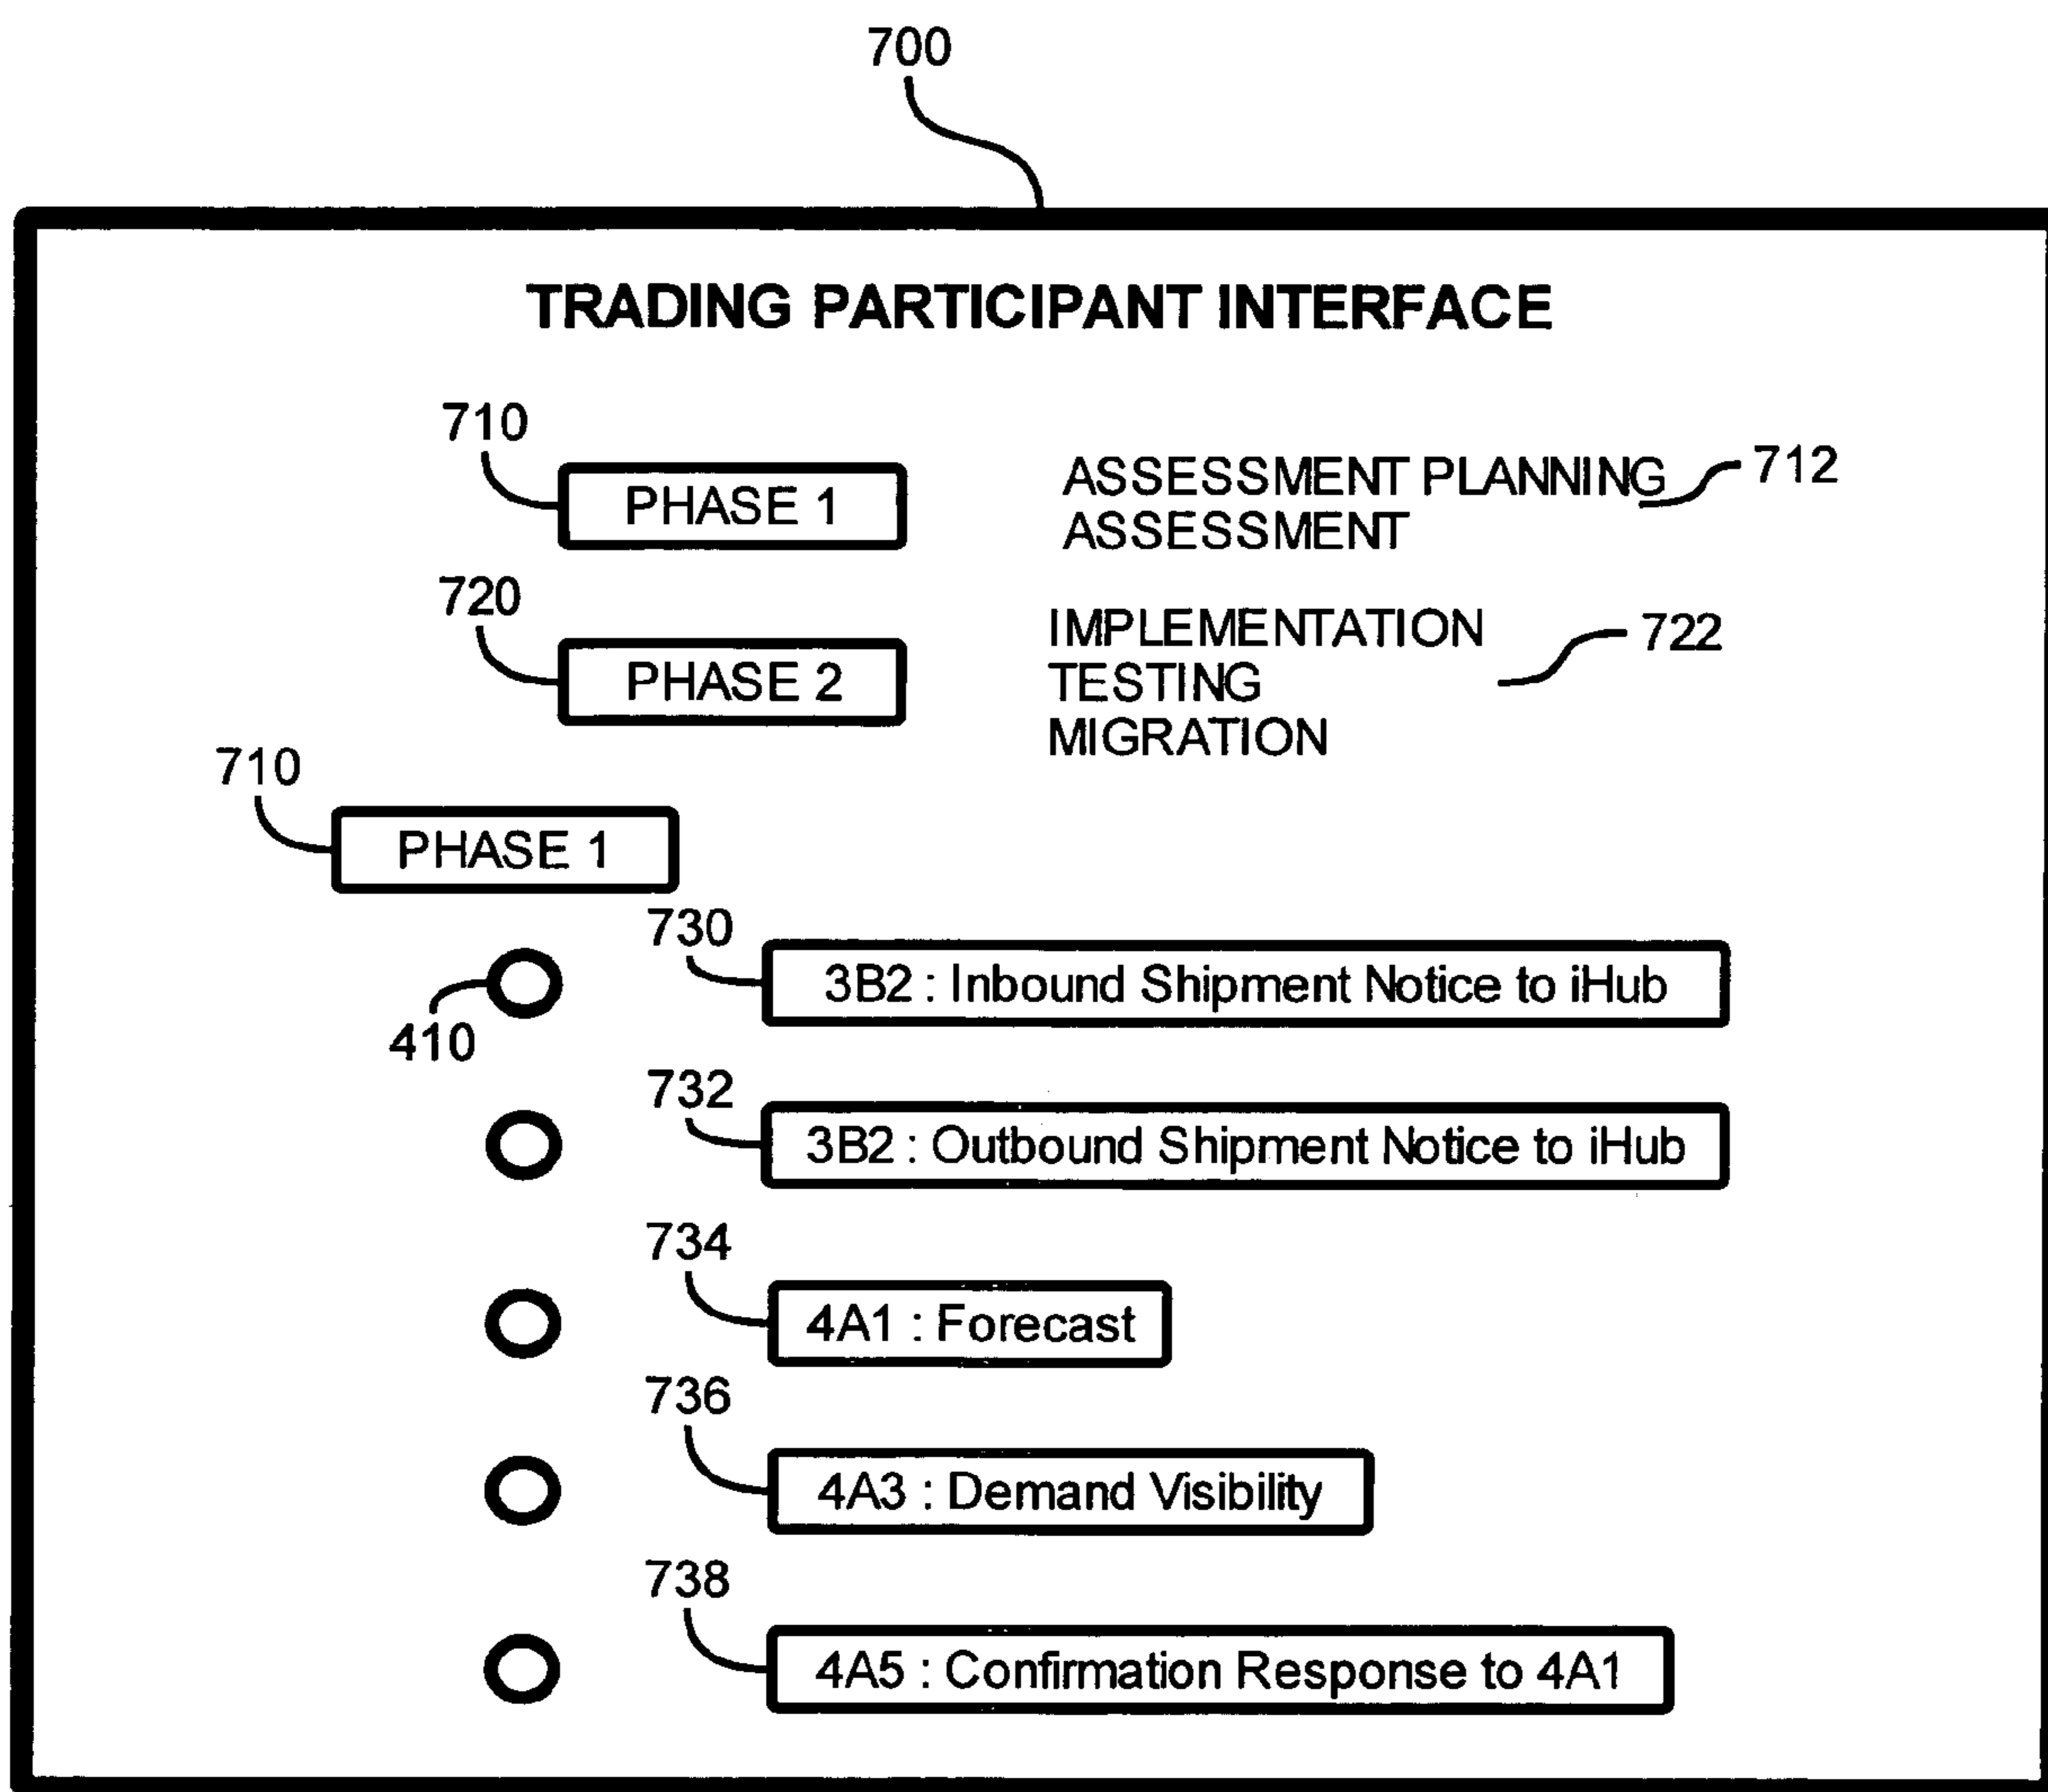 700
TRADING PARTICIPANT INTERFACE
710
PHASE 1
ASSESSMENT PLANNING
712
ASSESSMENT
720
PHASE 2
IMPLEMENTATION
722
TESTING
MIGRATION
710
PHASE 1
730
3B2 : Inbound Shipment Notice to iHub
410
732
3B2 : Outbound Shipment Notice to iHub
734
4A1 : Forecast
736
4A3 : Demand Visibility
738
4A5 : Confirmation Response to 4A1